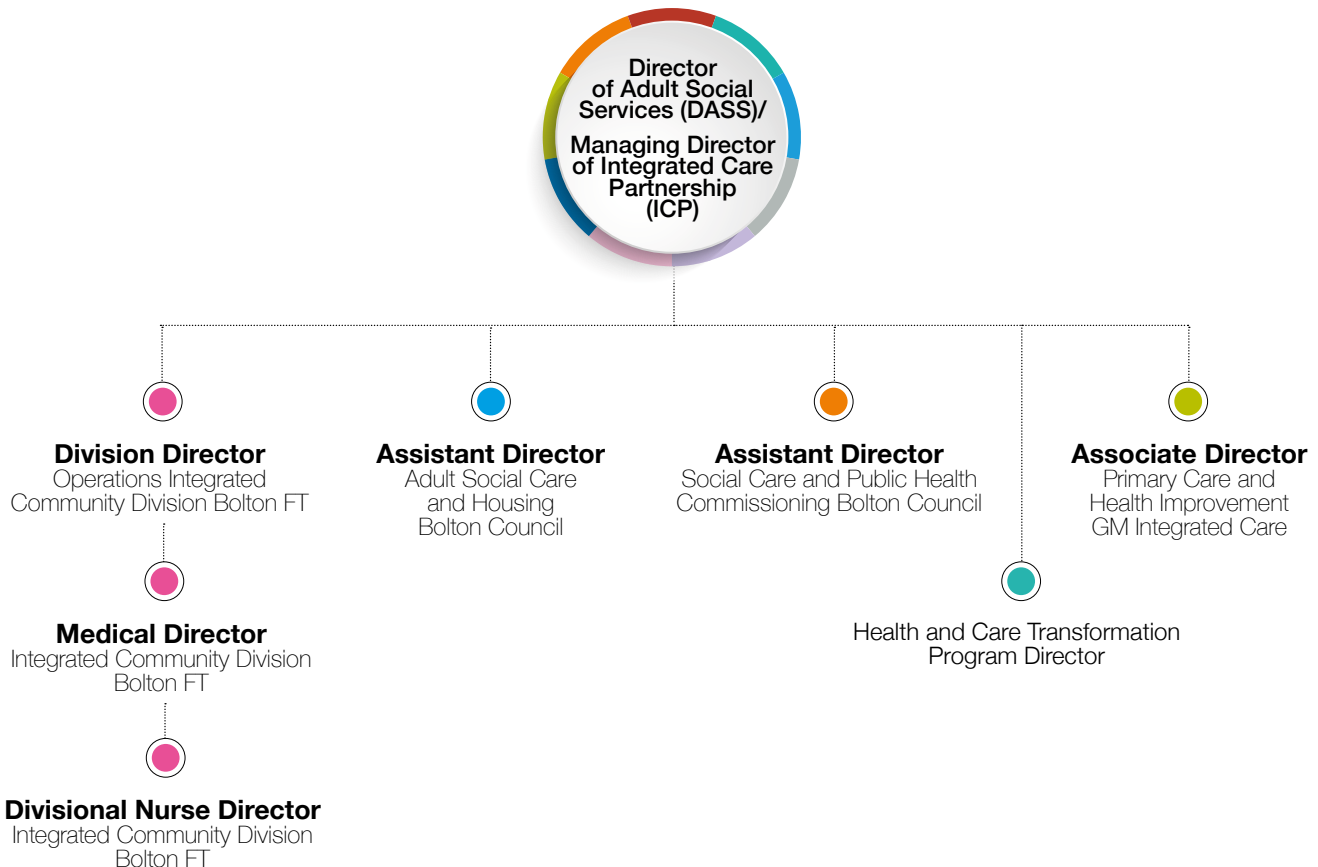 Director
of Adult Social
Services (DASS)/
Managing Director
of Integrated Care
Partnership
(ICP)
Division Director
Operations Integrated
Community Division Bolton FT
Assistant Director
Adult Social Care
and Housing
Bolton Council
Assistant Director
Social Care and Public Health
Commissioning Bolton Council
Associate Director
Primary Care and
Health Improvement
GM Integrated Care
Medical Director
Integrated Community Division
Bolton FT
Health and Care Transformation
Program Director
Divisional Nurse Director
Integrated Community Division
Bolton FT